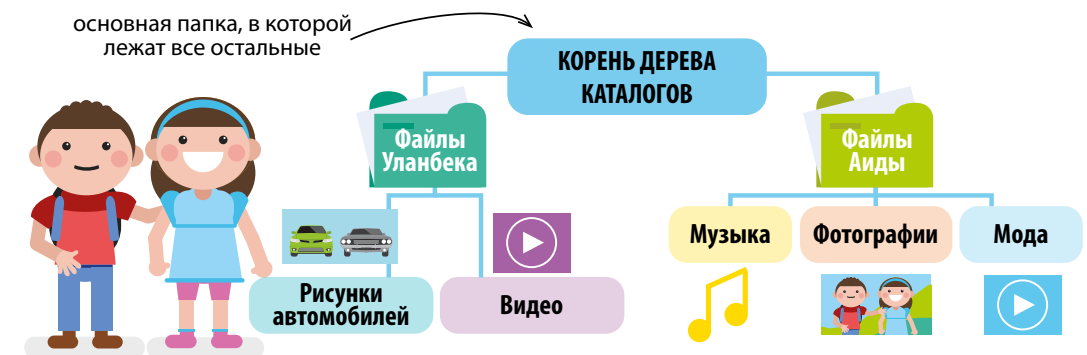 основная папка, в которой
лежат все остальные
КОРЕНЬ ДЕРЕВА
КАТАЛОГОВ
Файлы
Уланбека
Файлы
Аиды
Музыка
Фотографии
Мода
Рисунки
автомобилей
Видео